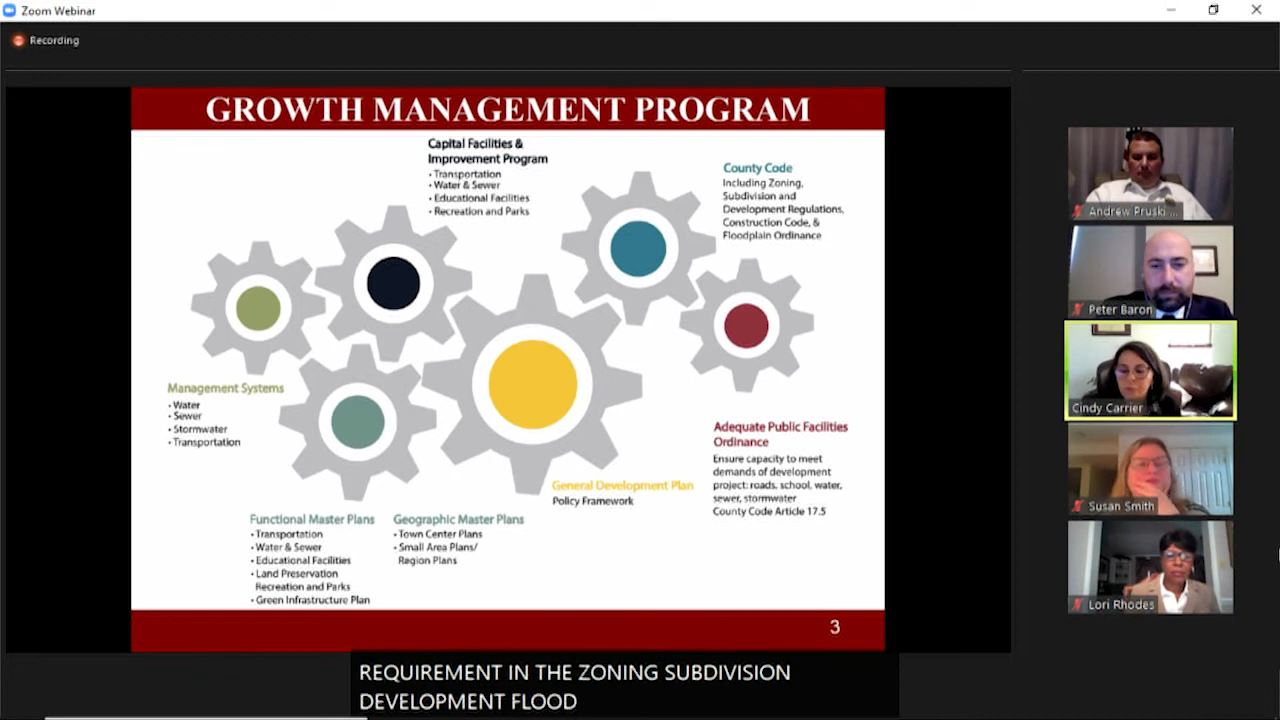 Zoom Webinar
Recording
GROWTH MANAGEMENT PROGRAM
Capital Facilities &
Improvement Program
• Transportation
• Water & Sewer
• Educational Facilities
• Recreation and Parks
County Code
Including Zoning,
Subdivision and
Development Regulations,
Construction Code, &
Floodplain Ordinance
Management Systems
• Water
• Sewer
• Stormwater
• Transportation
Adequate Public Facilities
Ordinance
Ensure capacity to meet
demands of development
project: roads, school, water,
sewer, stormwater
County Code Article 17.5
General Development Plan
Policy Framework
Functional Master Plans
• Transportation
• Water & Sewer
• Educational Facilities
• Land Preservation
Recreation and Parks
• Green Infrastructure Plan
Geographic Master Plans
• Town Center Plans
• Small Area Plans/
Region Plans
3
Andrew Pruski ...
Peter Baron
Cindy Carrier
Susan Smith
Lori Rhodes
REQUIREMENT IN THE ZONING SUBDIVISION
DEVELOPMENT FLOOD